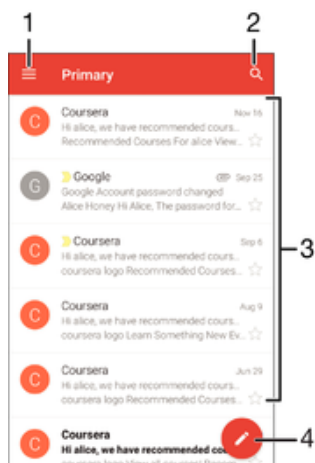 1
2
Primary
C
Coursera
Nov 16
Hi alice, we have recommended cours...
Recommended Courses For alice View...
G
Google
Sep 25
Google Account password changed
Alice Honey Hi Alice, The password for...
C
Coursera
Sep 6
Hi alice, we have recommended cours...
coursera logo Recommended Courses...
3
C
Coursera
Aug 9
Hi alice, we have recommended cours...
coursera logo Learn Something New Ev...
C
Coursera
Jun 29
Hi alice, we have recommended cours...
coursera logo Recommended Courses...
4
C
Coursera
Hi alice, we have recommended